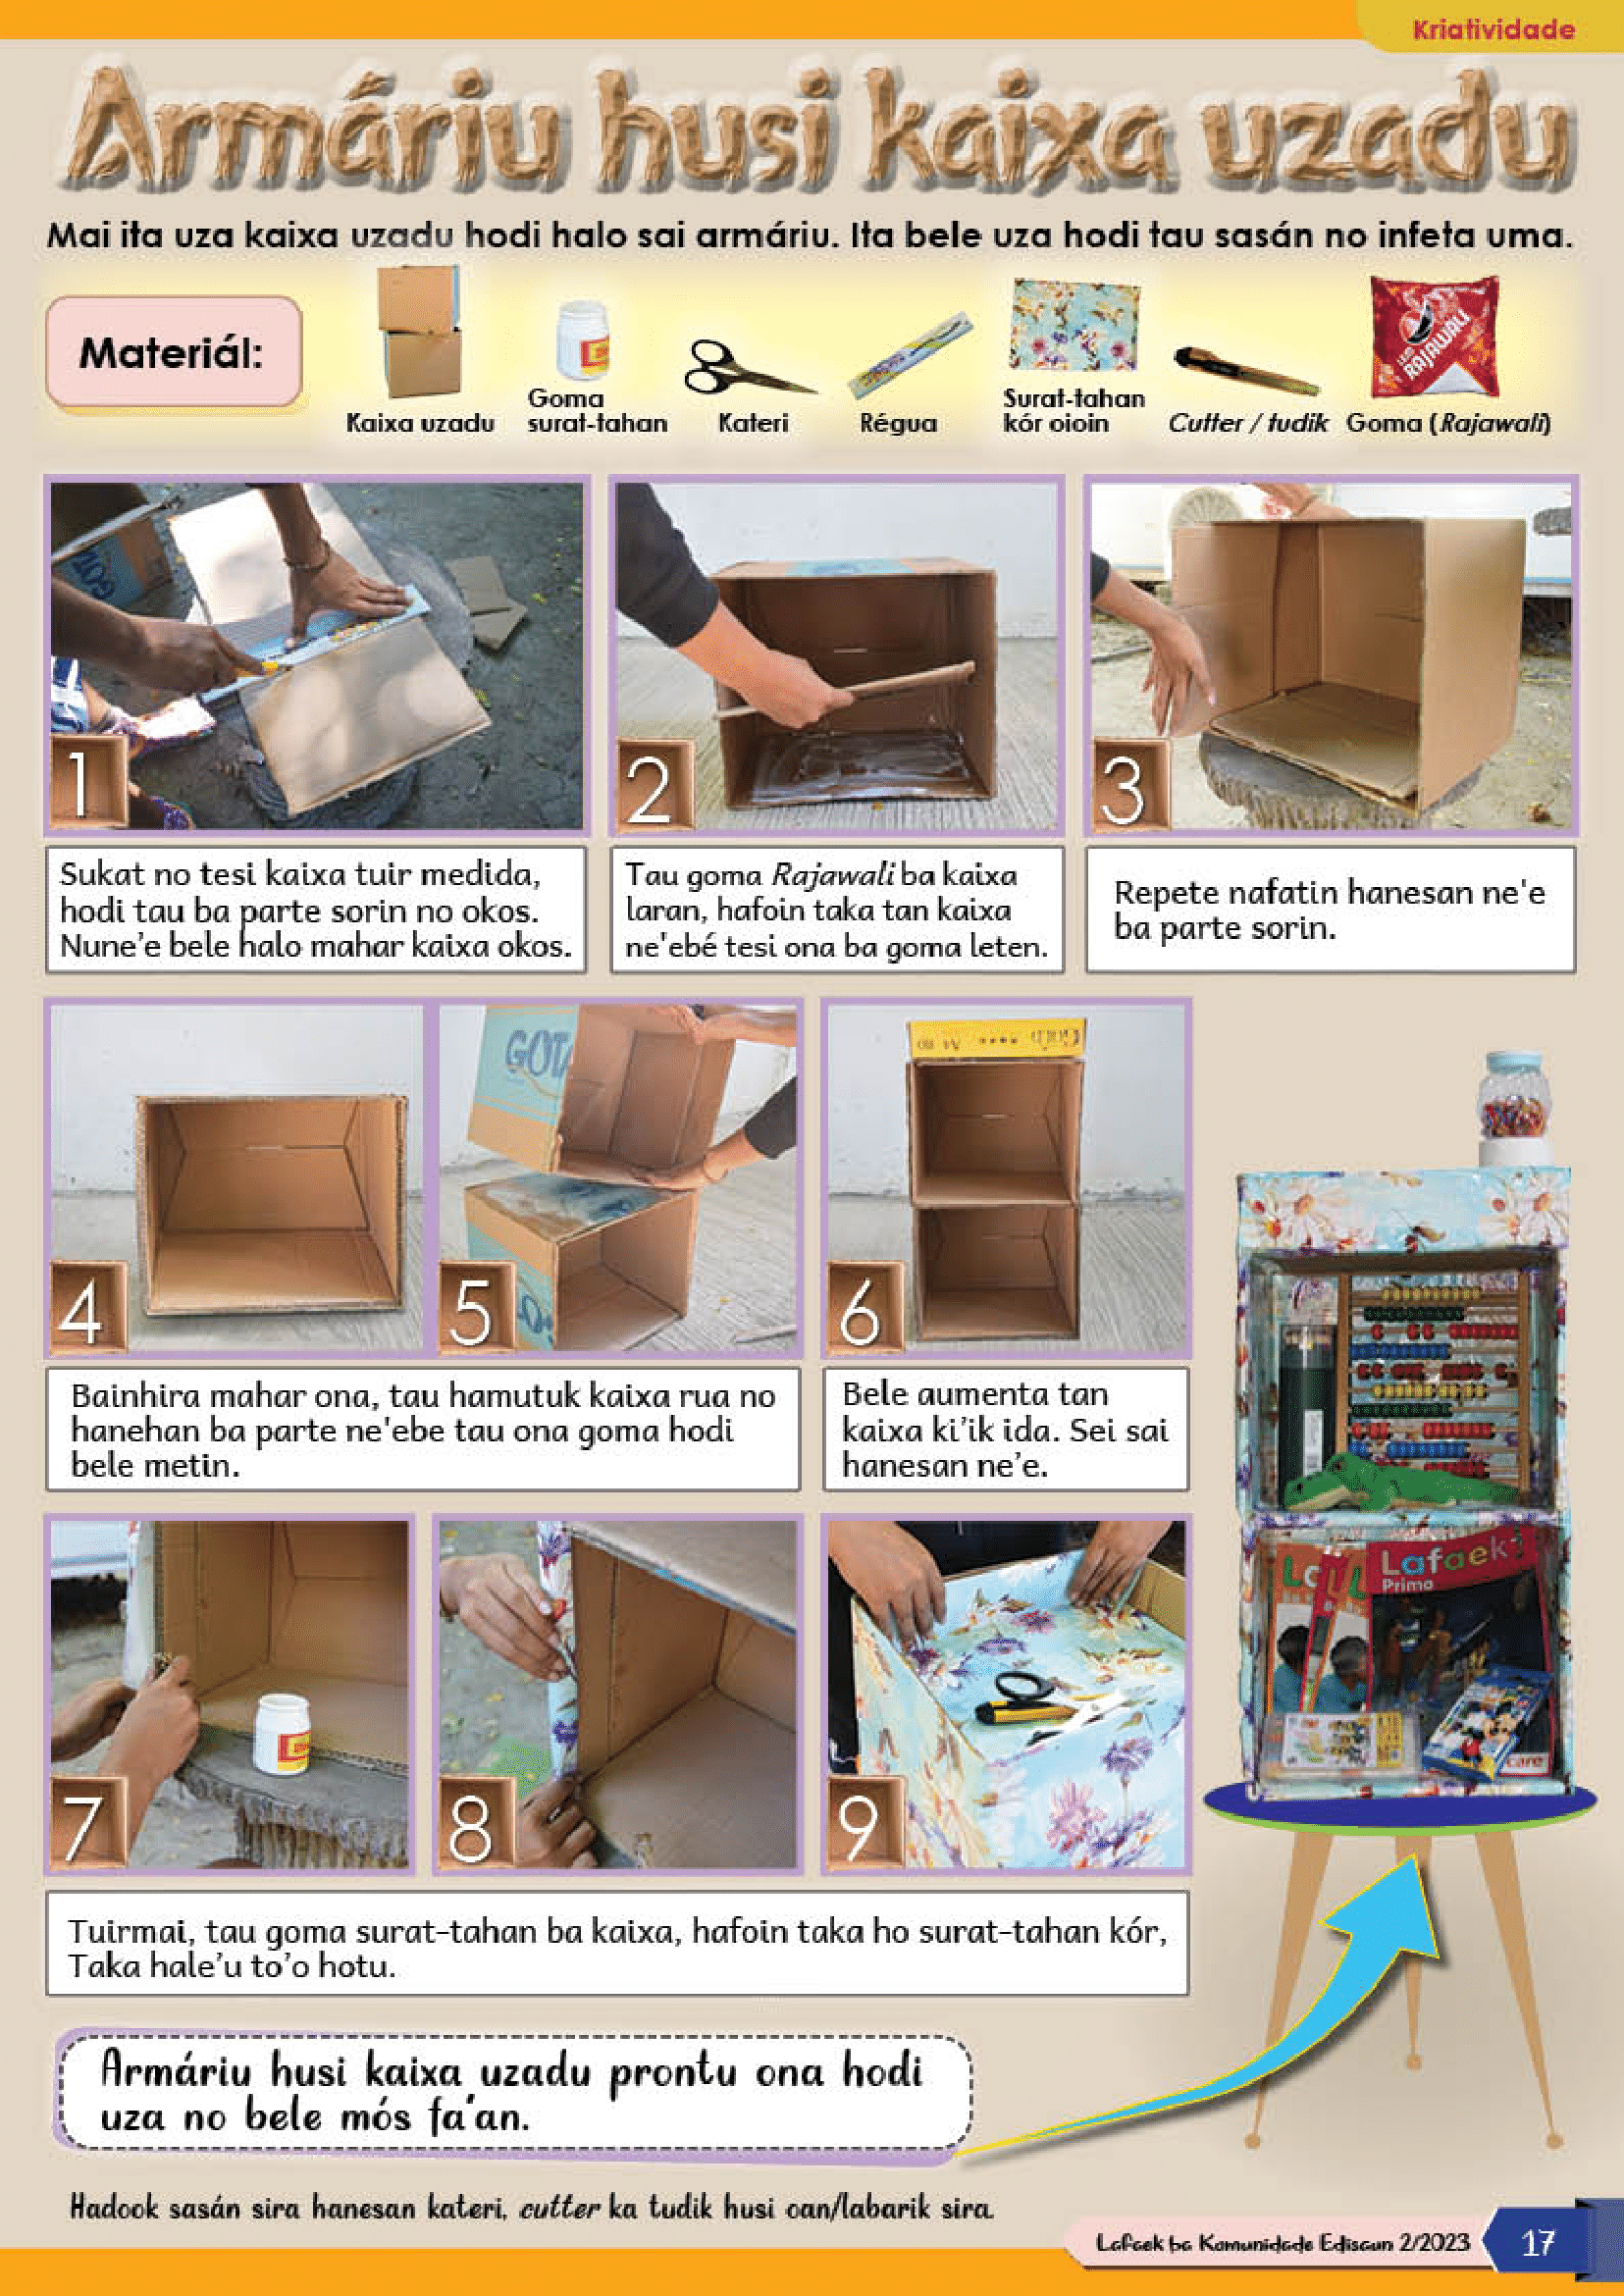 Kriatividade
Armáriu husi kaixa uzadu
Mai ita uza kaixa uzadu hodi halo sai armáriu. Ita bele uza hodi tau sasán no infeta uma.
Materiál:
Kaixa uzadu
Goma
surat-tahan
Kateri
Régua
Surat-tahan
kór oioin
Cutter / tudik
RAJAWALI
Goma (Rajawali)
1
Sukat no tesi kaixa tuir medida,
hodi tau ba parte sorin no okos.
Nune'e bele halo mahar kaixa okos.
2
Tau goma Rajawali ba kaixa
laran, hafoin taka tan kaixa
ne'ebé tesi ona ba goma leten.
3
Repete nafatin hanesan ne'e
ba parte sorin.
4
GOTA
5
Bainhira mahar ona, tau hamutuk kaixa rua no
hanehan ba parte ne'ebe tau ona goma hodi
bele metin.
6
Bele aumenta tan
kaixa ki'ik ida. Sei sai
hanesan ne'e.
7
8
9
Tuirmai, tau goma surat-tahan ba kaixa, hafoin taka ho surat-tahan kór,
Taka hale'u to'o hotu.
Lafaek
Prima
care
Armáriu husi kaixa uzadu prontu ona hodi
uza no bele mós fa'an.
Hadook sasán sira hanesan kateri, cutter ka tudik husi oan/labarik sira.
Lafaek ba Komunidade Edisaun 2/2023
17